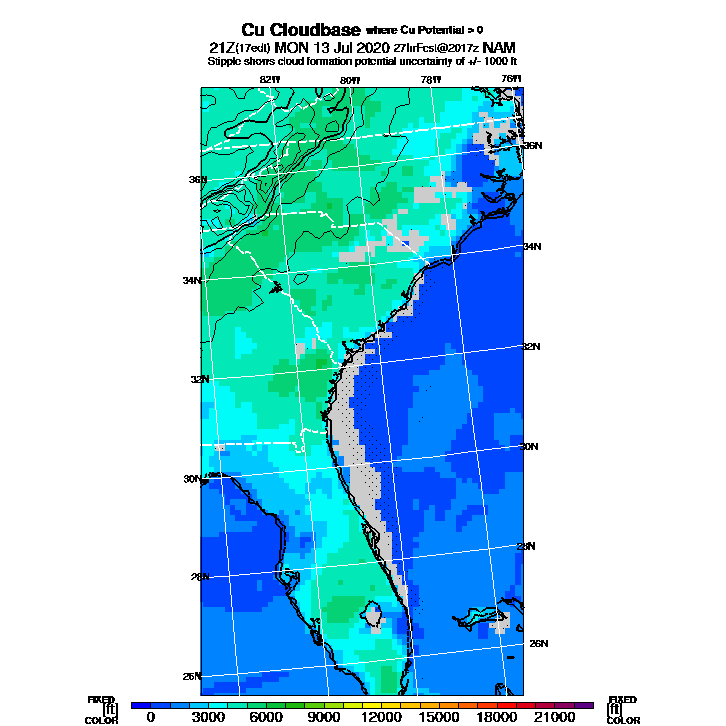 Cu Cloudbase where Cu Potential > 0
21Z(17edt) MON 13 Jul 2020 27hrFcst@2017z NAM
Stipple shows cloud formation potential uncertainty of +/- 1000 ft
82W 80W 78W 76W
36N
36N
34N
34N
32N
32N
30N
30N
28N
28N
26N
26N
FIXED [ft] COLOR
0 3000 6000 9000 12000 15000 18000 21000
FIXED [ft] COLOR